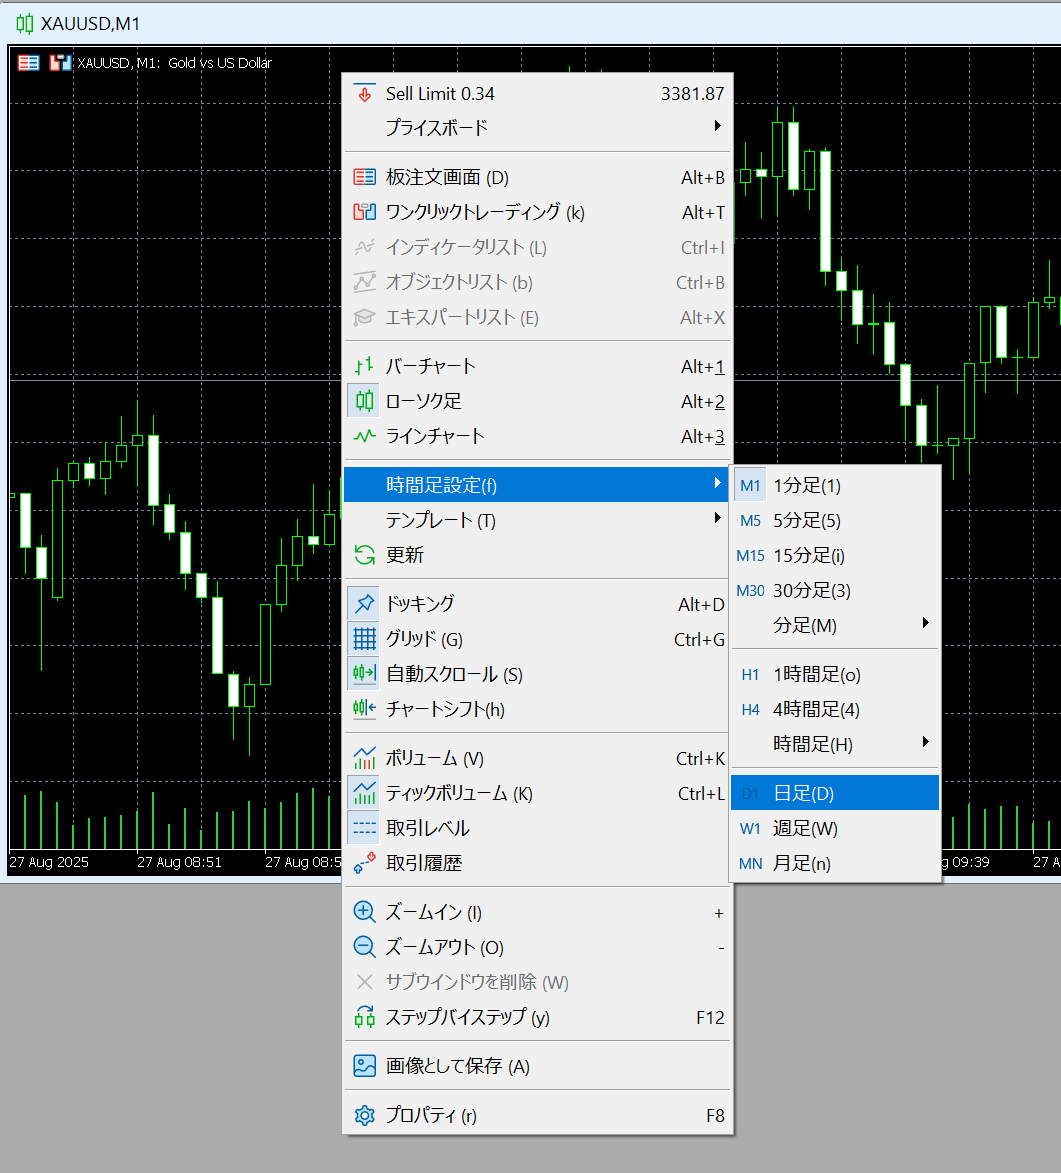 XAUUSD,M1
XAUUSD, M1: Gold vs US Dollar
Sell Limit 0.34 3381.87
プライスボード
板注文画面 (D) Alt+B
ワンクリックトレーディング (k) Alt+T
インディケータリスト (L) Ctrl+I
オブジェクトリスト (b) Ctrl+B
エキスパートリスト (E) Alt+X
バーチャート Alt+1
ローソク足 Alt+2
ラインチャート Alt+3
時間足設定(f)
テンプレート (T)
更新
ドッキング Alt+D
グリッド (G) Ctrl+G
自動スクロール (S)
チャートシフト(h)
ボリューム (V) Ctrl+K
ティックボリューム (K) Ctrl+L
取引レベル
取引履歴
ズームイン (I) +
ズームアウト (O) -
サブウインドウを削除 (W)
ステップバイステップ (y) F12
画像として保存 (A)
プロパティ (r) F8
M1 1分足(1)
M5 5分足(5)
M15 15分足(i)
M30 30分足(3)
分足(M)
H1 1時間足(o)
H4 4時間足(4)
時間足(H)
D1 日足(D)
W1 週足(W)
MN 月足(n)
27 Aug 2025 27 Aug 08:51 27 Aug 08:5 g 09:39 27 A